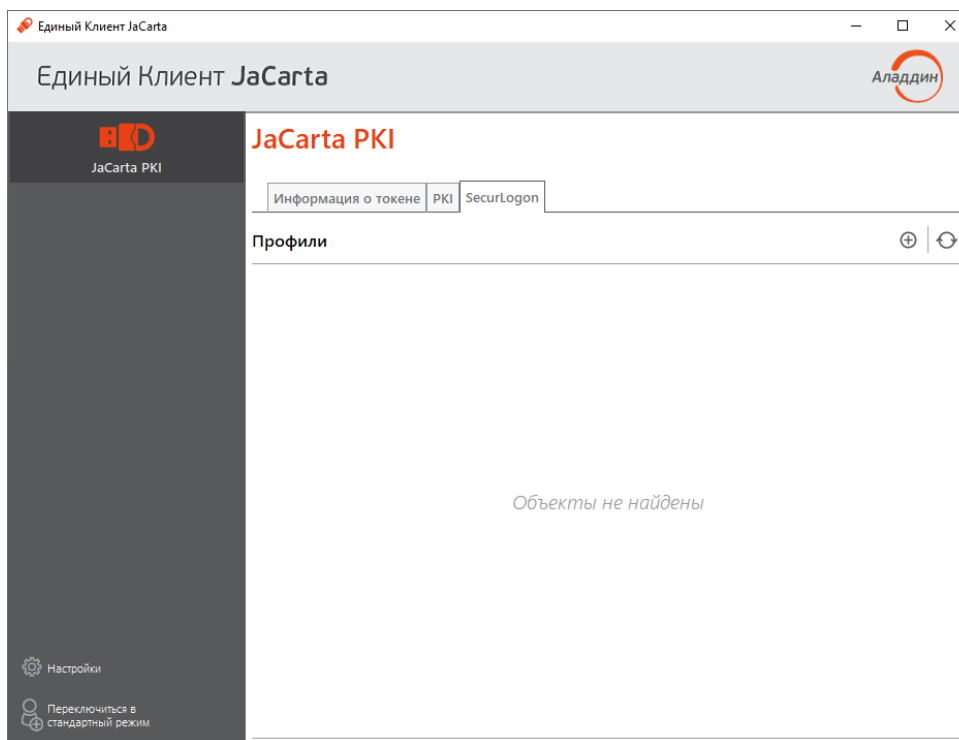 Единый Клиент JaCarta
Единый Клиент JaCarta
Аладдин
JaCarta PKI
JaCarta PKI
Информация о токене PKI SecurLogon
Профили
Объекты не найдены
Настройки
Переключиться в
стандартный режим